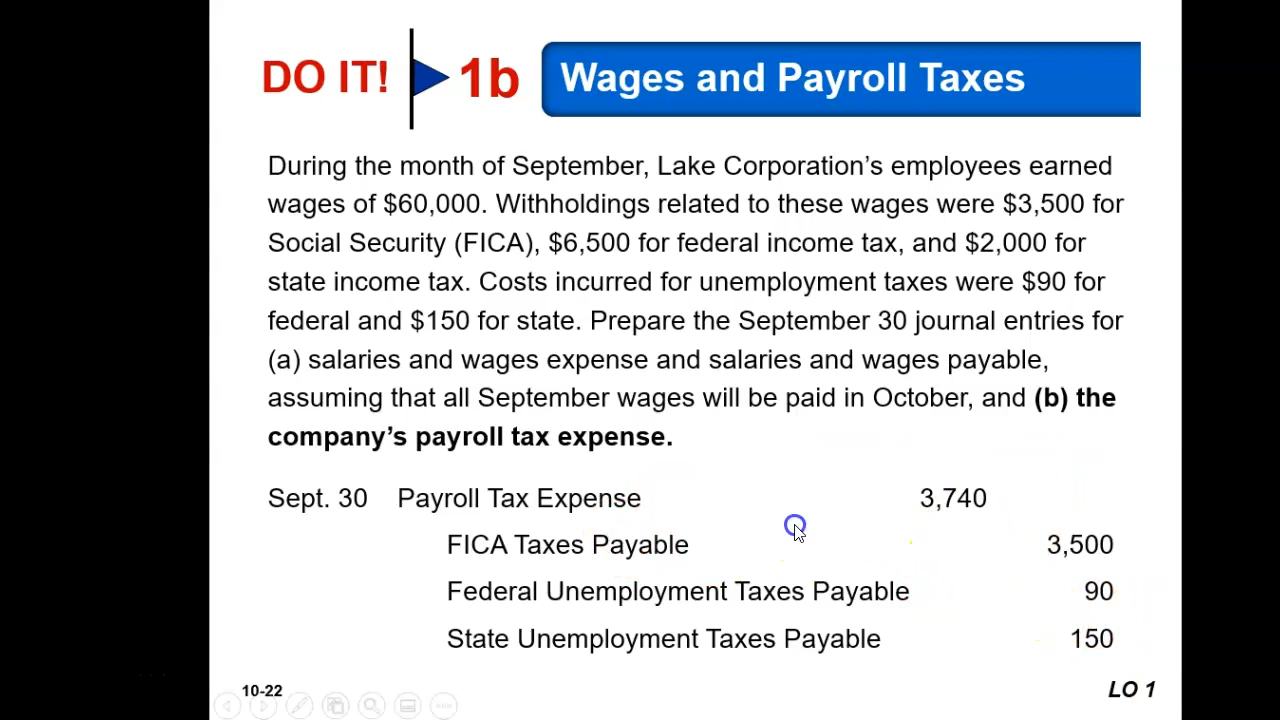 DO IT! 1b Wages and Payroll Taxes
During the month of September, Lake Corporation’s employees earned
wages of $60,000. Withholdings related to these wages were $3,500 for
Social Security (FICA), $6,500 for federal income tax, and $2,000 for
state income tax. Costs incurred for unemployment taxes were $90 for
federal and $150 for state. Prepare the September 30 journal entries for
(a) salaries and wages expense and salaries and wages payable,
assuming that all September wages will be paid in October, and (b) the
company’s payroll tax expense.
Sept. 30 Payroll Tax Expense 3,740
FICA Taxes Payable 3,500
Federal Unemployment Taxes Payable 90
State Unemployment Taxes Payable 150
10-22 LO 1